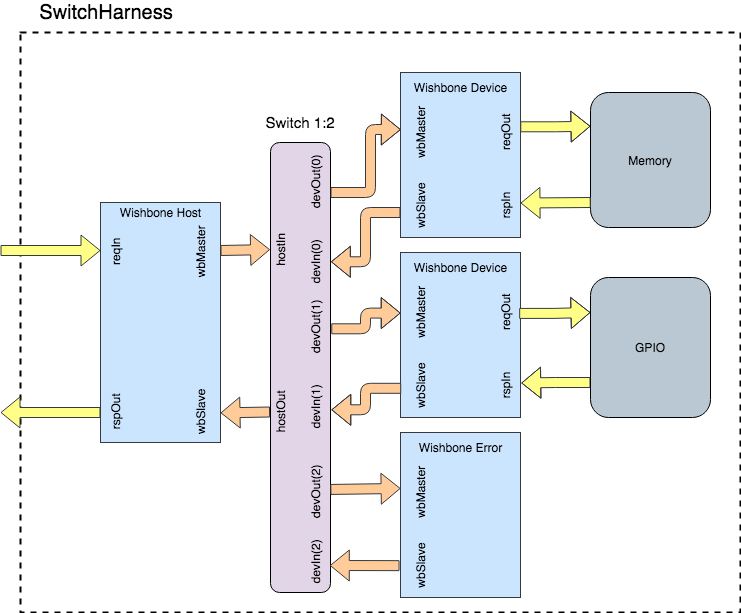 SwitchHarness
Switch 1:2
Wishbone Host
reqIn
wbMaster
rspOut
wbSlave
hostIn
hostOut
devOut(0)
devIn(0)
devOut(1)
devIn(1)
devOut(2)
devIn(2)
Wishbone Device
wbMaster
reqOut
wbSlave
rspIn
Memory
Wishbone Device
wbMaster
reqOut
wbSlave
rspIn
GPIO
Wishbone Error
wbMaster
wbSlave